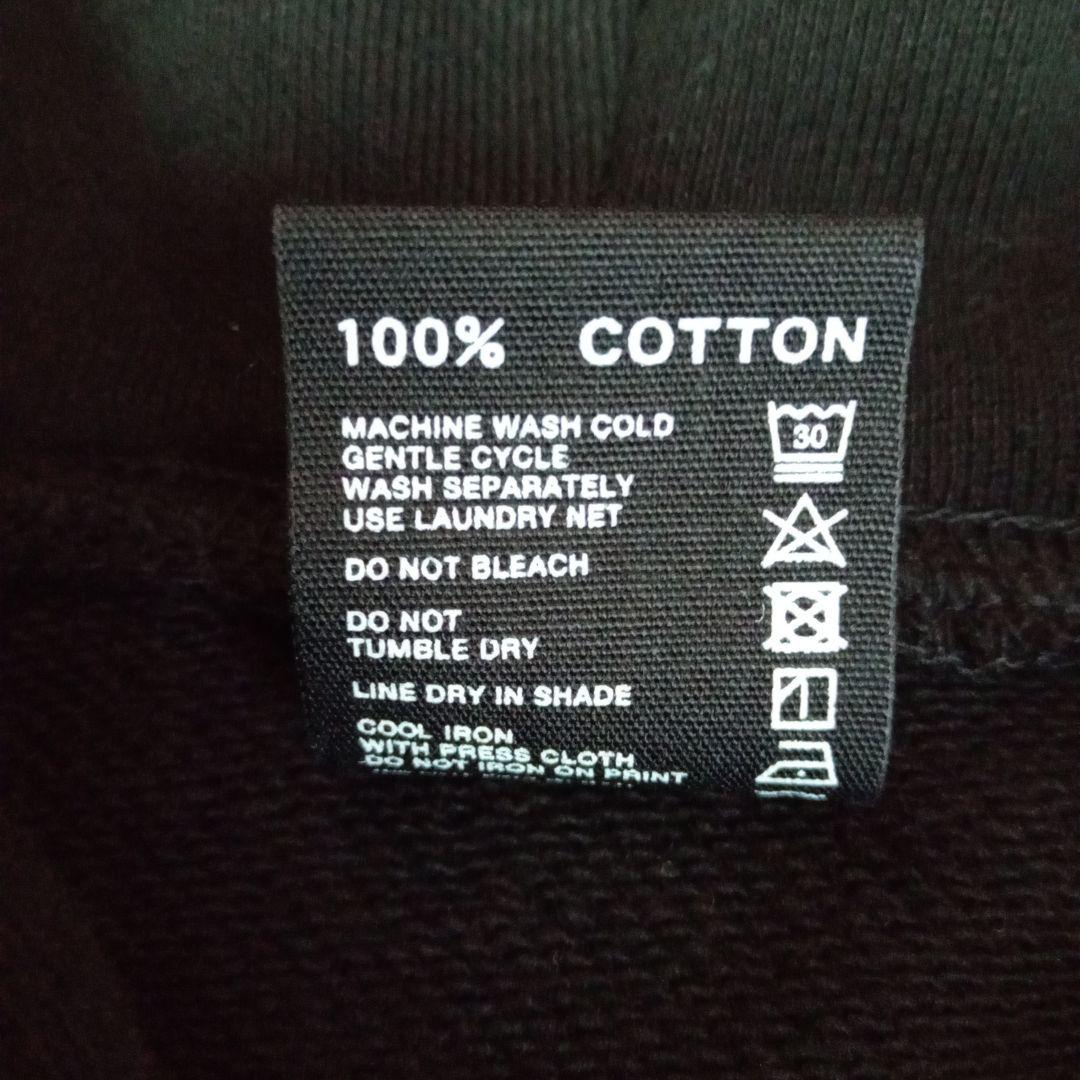 100% COTTON
MACHINE WASH COLD
30
GENTLE CYCLE
WASH SEPARATELY
USE LAUNDRY NET
DO NOT BLEACH
DO NOT
TUMBLE DRY
LINE DRY IN SHADE
COOL IRON
WITH PRESS CLOTH
DO NOT IRON ON PRINT